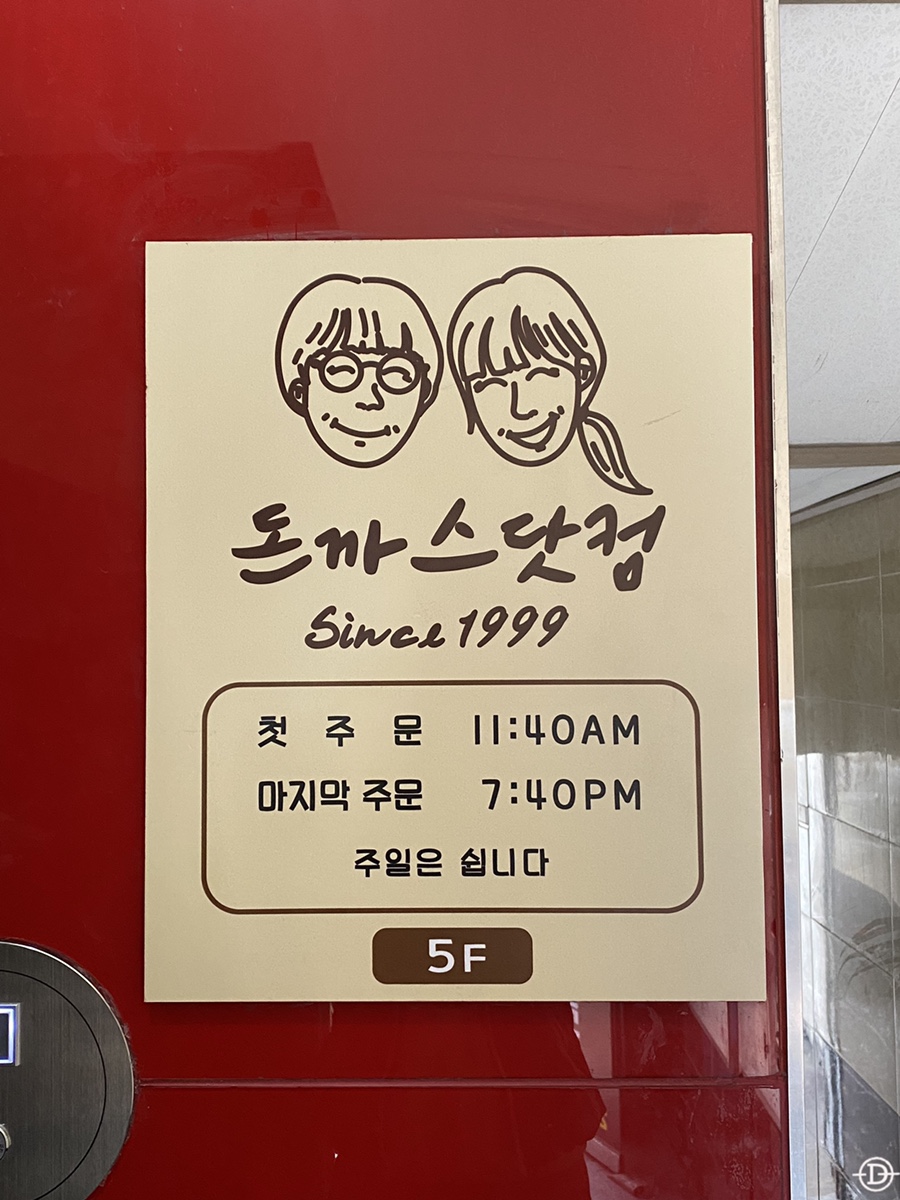 돈까스닷컴
Since 1999
첫 주 문 11:40AM
마지막 주문 7:40PM
주일은 쉽니다
5F
D